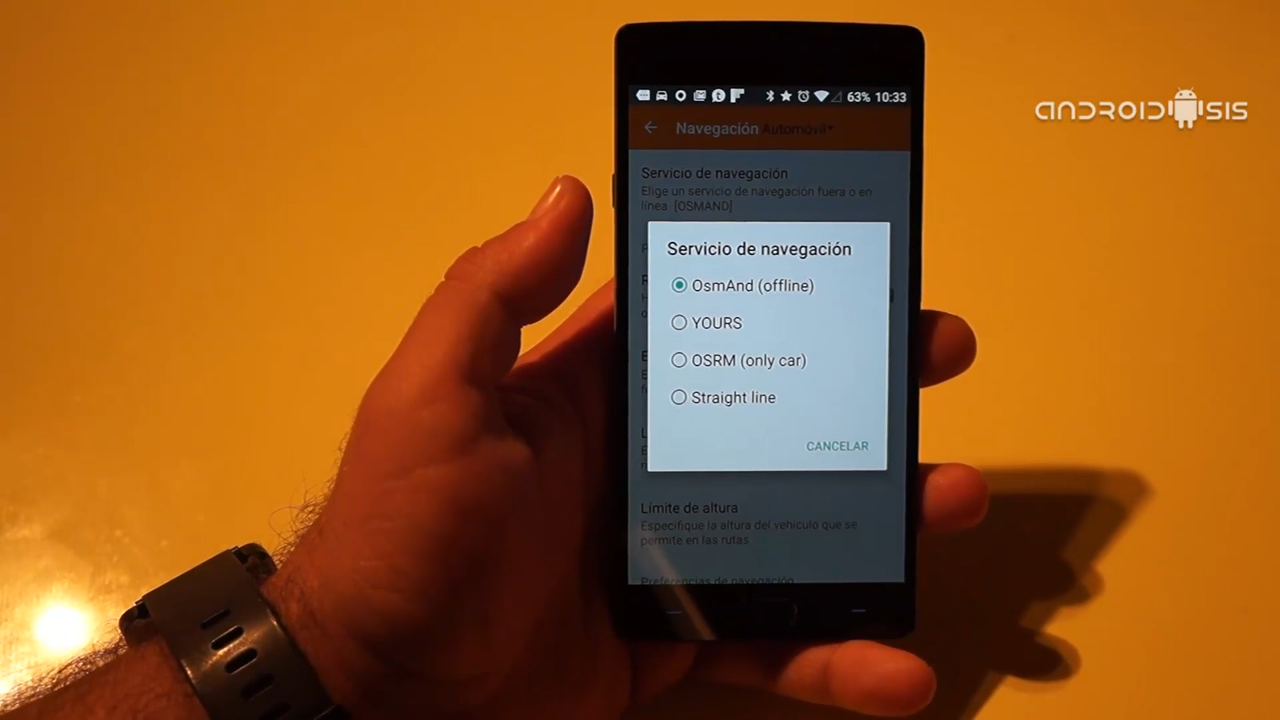 63% 10:33
ANDROIDSIS
Navegación Automóvil
Servicio de navegación
Elige un servicio de navegación fuera o en
línea [OSMAND]
Servicio de navegación
OsmAnd (offline)
YOURS
OSRM (only car)
Straight line
CANCELAR
Límite de altura
Especifique la altura del vehículo que se
permite en las rutas.
Preferencias de navegación